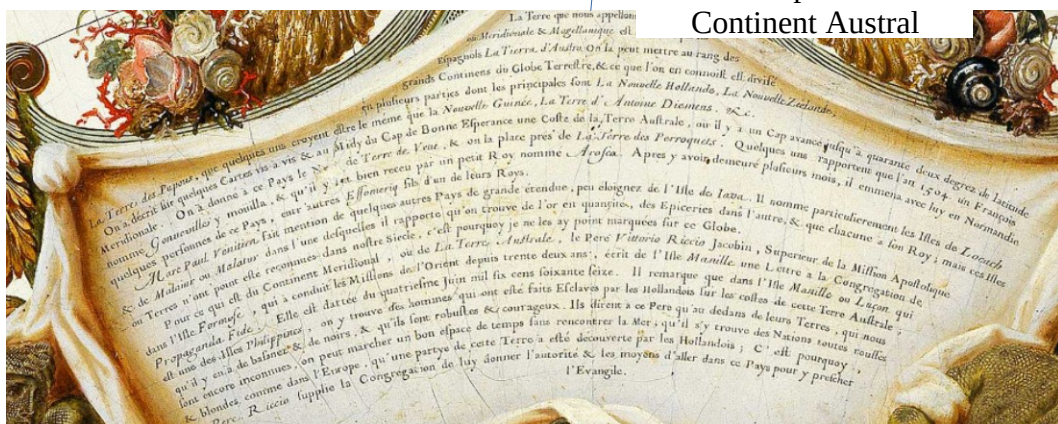 Continent Austral
La Terre que nous appellon
ou Meridionale & Magellanique est
Espagnols La Tierra d'Austro. On la peut mettre au rang des
grands Continens du Globe Terrestre, & ce que l'on en connoist est divisé
en plusieurs parties dont les principales sont La Nouvelle Hollande, La Nouvelle Zeelande,
La Terre des Papous, que quelques uns croyent estre le même que la Nouvelle Guinée, La Terre d'Antoine Diemens. &c.
On a décrit sur quelques Cartes vis a vis & au Midy du Cap de Bonne Esperance une Coste de la Terre Australe, où il y a un Cap avancé jusqu'a quarante deux degrez de latitude
Meridionale. On à donné à ce Pays le de Terre de Veue, & on la place prés de La Terre des Perroquets. Quelques uns rapportent que l'an 1504 un François
nommé Gonnevilles y mouilla, & qu'il y fut bien receu par un petit Roy nommé Arosca. Apres y avoir demeuré plusieurs mois, il emmena avec luy en Normandie
quelques personnes de ce Pays, entr'autres Essomeriq fils d'un de leurs Roys.
Marc Paul Venitien fait mention de quelques autres Pays de grande étendue, peu éloignez de l'Isle de Iava. Il nomme particulierement les Isles de Locach
& de Malaiur ou Malatur dans l'une desquelles il rapporte qu'on trouve de l'or en quantité, des Epiceries dans l'autre, & que chacune a son Roy; mais ces Isles
ou Terres n'ont point esté reconnues dans nostre Siecle, c'est pourquoy je ne les ay point marquées sur ce Globe.
Pour ce qui est du Continent Meridional, ou de La Terre Australe, le Pere Vittorio Riccio Jacobin, Superieur de la Mission Apostolique
dans l'Isle Formose, qui à conduit les Missions de l'Orient depuis trente deux ans, écrit de l'Isle Manille une Lettre a la Congregation de
Propaganda Fide. Elle est dattée du quatriesme Juin mil six cens soixante seize. Il remarque que dans l'Isle Manille ou Luçon, qui
est une des Isles Philippines, on y trouve des hommes, qui ont esté faits Esclaves par les Hollandois sur les costes de cette Terre Australe;
qu'il y en à de basanez & de noirs, & qu'ils sont robustes & courageux. Ils dirent a ce Pere qu'au dedans de leurs Terres, qui nous
sont encore inconnues, on peut marcher un bon espace de temps sans rencontrer la Mer; qu'il s'y trouve des Nations toutes rousses
& blondes comme dans l'Europe, qu'une partye de cette Terre a esté découverte par les Hollandois; C'est pourquoy,
Pere Riccio supplie la Congregation de luy donner l'autorité & les moyens d'aller dans ce Pays pour y prescher
l'Evangile.